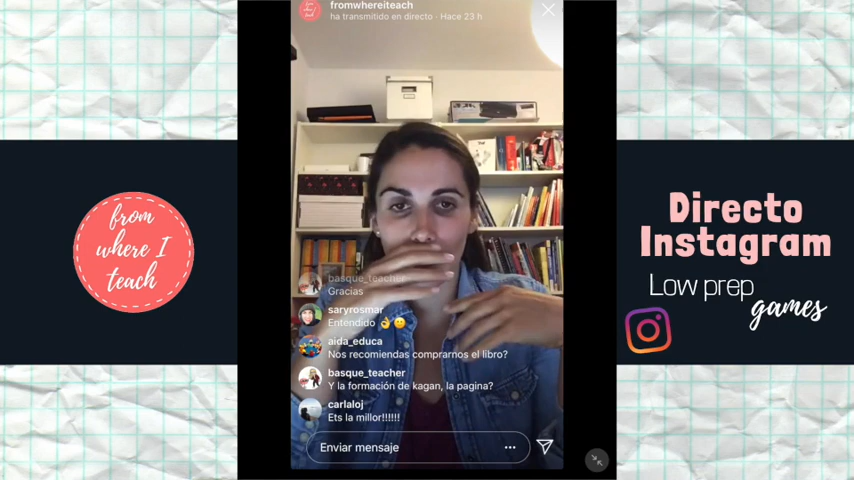 fromwhereiteach
ha transmitido en directo · Hace 23 h
from
where I
teach
basque_teacher
Gracias
saryrosmar
Entendido 👌🙂
aida_educa
Nos recomiendas comprarnos el libro?
basque_teacher
Y la formación de kagan, la pagina?
carlaloj
Ets la millor!!!!!!
Enviar mensaje
Directo
Instagram
Low prep
games